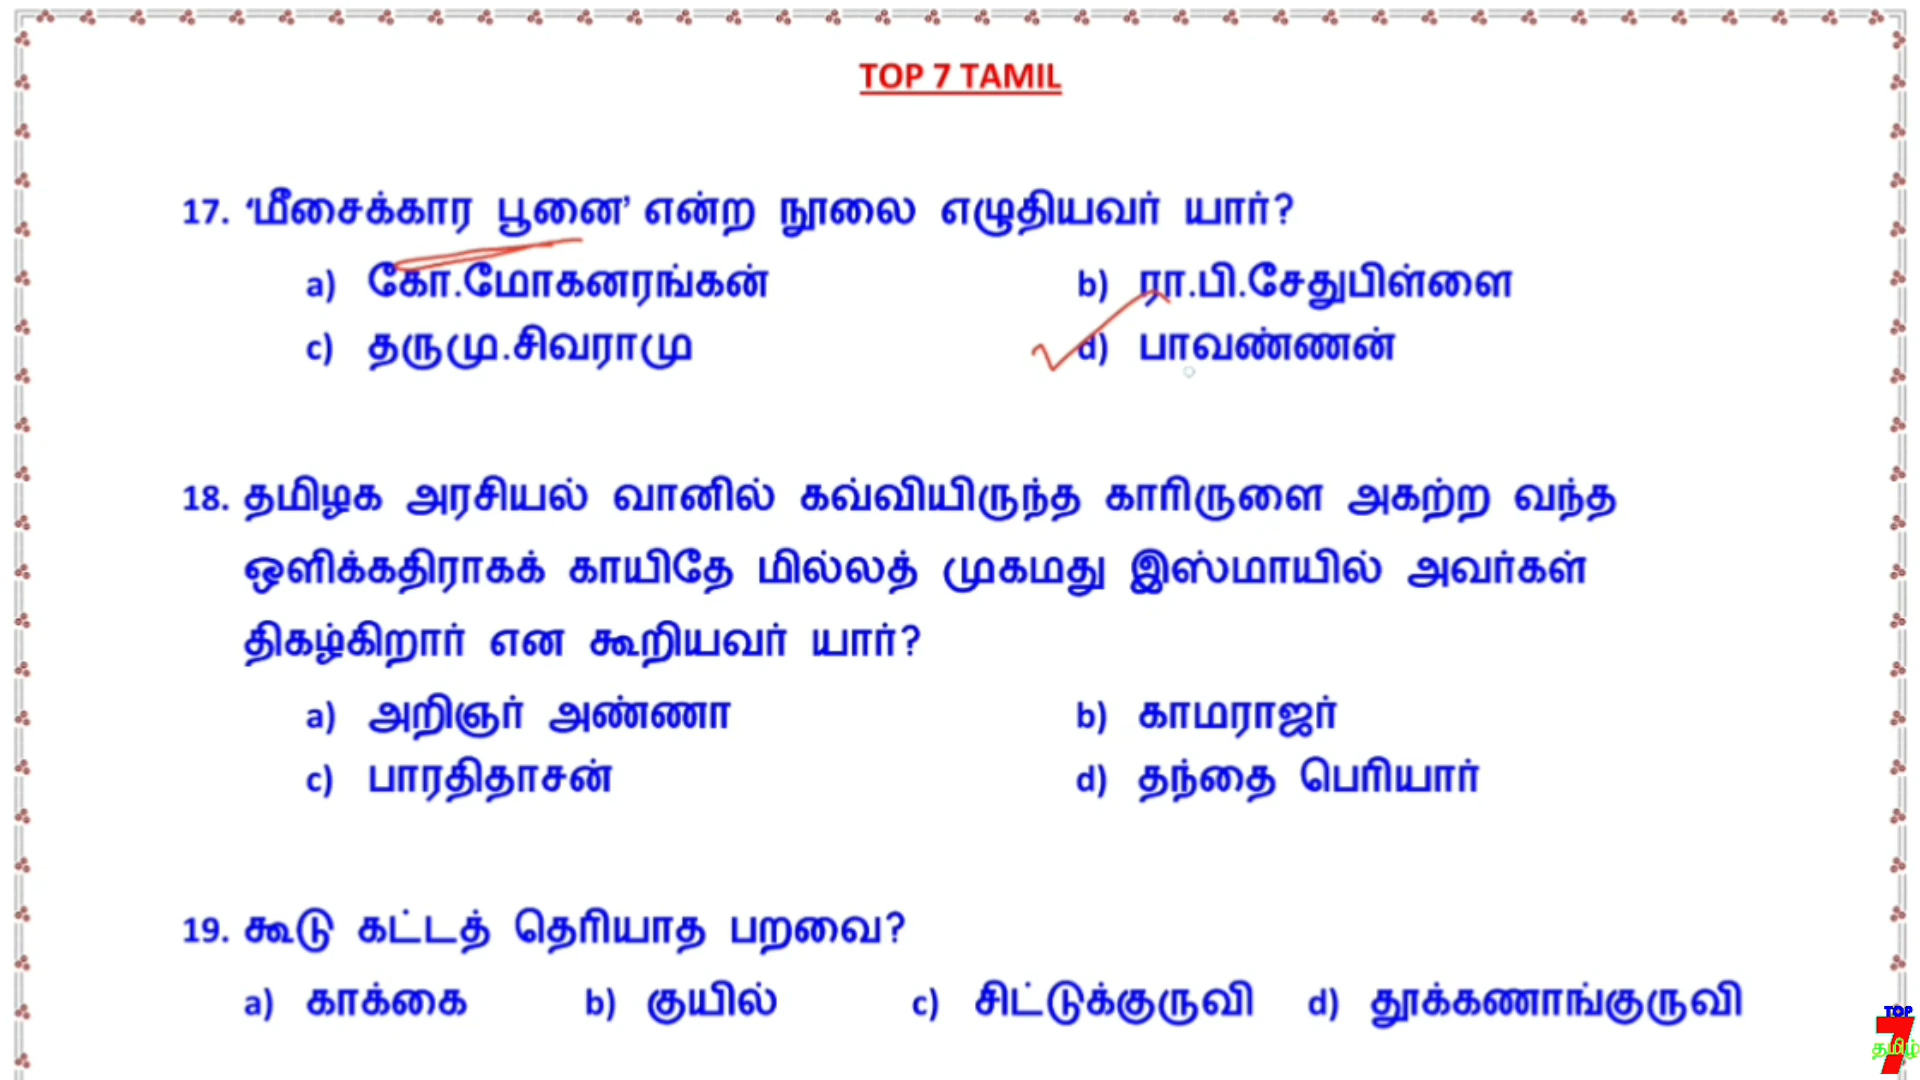 TOP 7 TAMIL
17. ‘மீசைக்கார பூனை’ என்ற நூலை எழுதியவர் யார்?
a) கோ.மோகனரங்கன் b) ரா.பி.சேதுபிள்ளை
c) தருமு.சிவராமு d) பாவண்ணன்
18. தமிழக அரசியல் வானில் கவ்வியிருந்த காரிருளை அகற்ற வந்த
ஒளிக்கதிராகக் காயிதே மில்லத் முகமது இஸ்மாயில் அவர்கள்
திகழ்கிறார் என கூறியவர் யார்?
a) அறிஞர் அண்ணா b) காமராஜர்
c) பாரதிதாசன் d) தந்தை பெரியார்
19. கூடு கட்டத் தெரியாத பறவை?
a) காக்கை b) குயில் c) சிட்டுக்குருவி d) தூக்கணாங்குருவி
TOP
7
தமிழ்